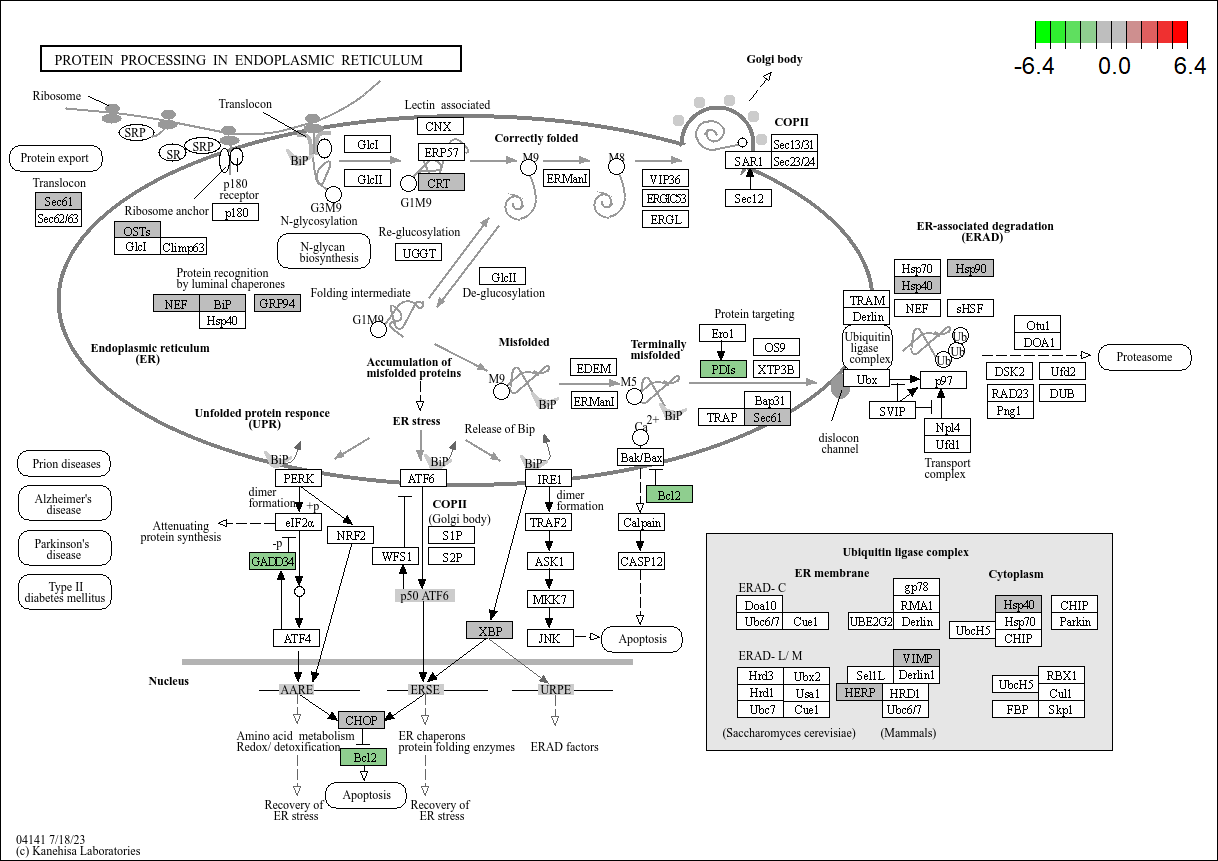 PROTEIN PROCESSING IN ENDOPLASMIC RETICULUM
-6.4 0.0 6.4
Golgi body
Ribosome
Translocon
Lectin associated
COPII
SRP
SR
SRP
CNX
Correctly folded
GlcI
ERP57
M9
M8
Sec13/31
SAR1
Sec23/24
Protein export
BiP
GlcII
CRT
ERManI
VIP36
Translocon
p180
receptor
G1M9
ERGIC53
Sec12
Sec61
G3M9
Ribosome anchor
p180
N-glycosylation
ERGL
Sec62/63
OSTs
Re-glucosylation
ER-associated degradation
(ERAD)
GlcI
Climp63
N-glycan
biosynthesis
UGGT
Protein recognition
by luminal chaperones
GlcII
Hsp70
Hsp90
Hsp40
Folding intermediate
De-glucosylation
NEF
BiP
GRP94
TRAM
NEF
sHSF
Hsp40
G1M9
Protein targeting
Derlin
Otu1
DOA1
Endoplasmic reticulum
(ER)
Misfolded
Terminally
misfolded
Ero1
Ubiquitin
ligase
complex
Ub
Ub
Ub
Accumulation of
misfolded proteins
OS9
Proteasome
EDEM
PDIs
XTP3B
M9
M5
Ubx
p97
DSK2
Ufd2
ERManI
Bap31
RAD23
DUB
BiP
BiP
TRAP
Sec61
SVIP
Png1
Unfolded protein responce
(UPR)
ER stress
Release of Bip
Ca2+
dislocon
channel
Npl4
Ufd1
Transport
complex
BiP
BiP
BiP
Bak/Bax
Prion diseases
PERK
ATF6
IRE1
dimer
formation
+p
COPII
(Golgi body)
dimer
formation
Bcl2
Alzheimer's
disease
Attenuating
protein synthesis
eIF2α
NRF2
S1P
TRAF2
Calpain
Parkinson's
disease
-p
GADD34
WFS1
S2P
ASK1
CASP12
Type II
diabetes mellitus
p50 ATF6
MKK7
ATF4
XBP
JNK
Apoptosis
Nucleus
AARE
ERSE
URPE
CHOP
Amino acid metabolism
Redox/ detoxification
ER chaperons
protein folding enzymes
ERAD factors
Bcl2
Apoptosis
Recovery of
ER stress
Recovery of
ER stress
Ubiquitin ligase complex
ER membrane
Cytoplasm
ERAD- C
gp78
Doa10
RMA1
Hsp40
CHIP
Ubc6/7
Cue1
UBE2G2
Derlin
UbcH5
Hsp70
Parkin
CHIP
ERAD- L/ M
VIMP
Hrd3
Ubx2
Sel1L
Derlin1
RBX1
Hrd1
Usa1
HERP
HRD1
UbcH5
Cul1
Ubc7
Cue1
Ubc6/7
FBP
Skp1
(Saccharomyces cerevisiae)
(Mammals)
04141 7/18/23
(c) Kanehisa Laboratories